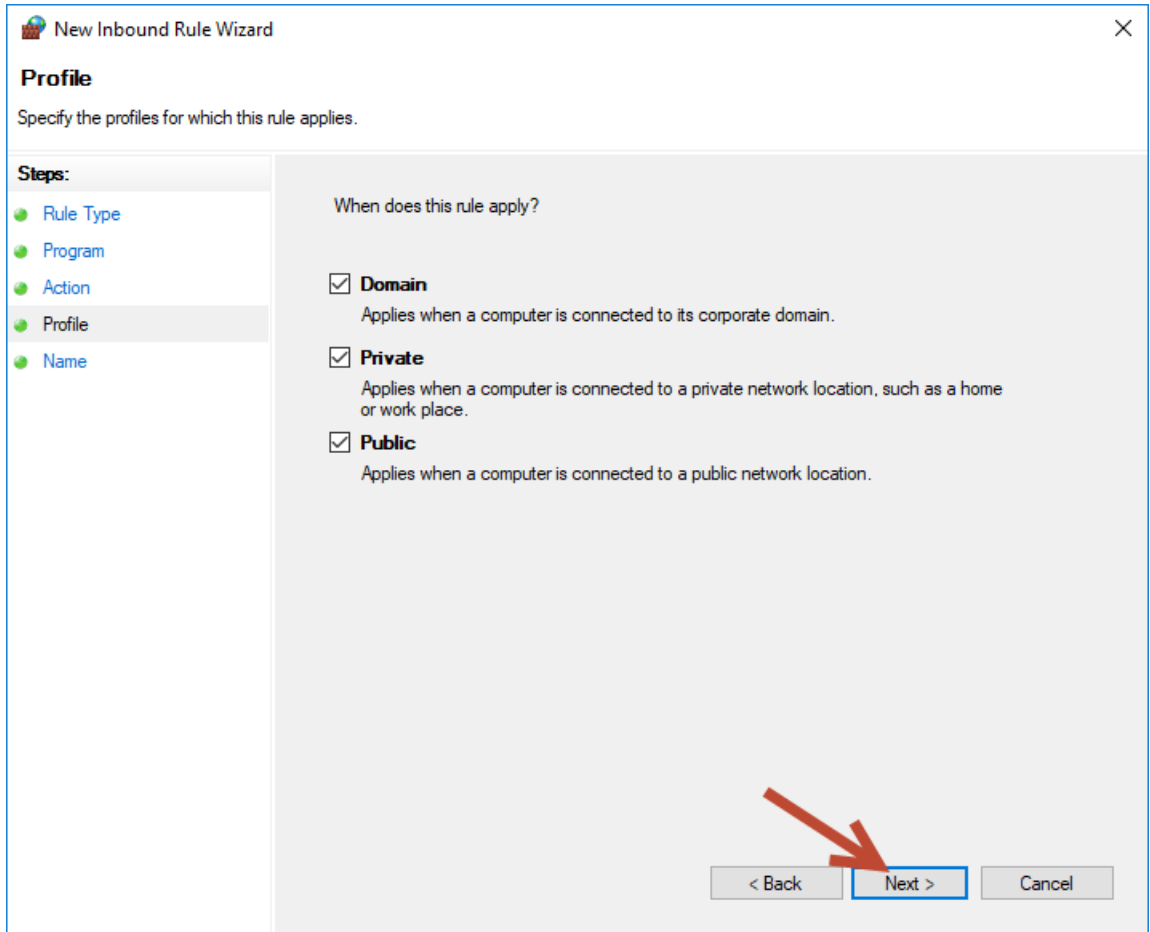 New Inbound Rule Wizard
Profile
Specify the profiles for which this rule applies.
Steps:
Rule Type
Program
Action
Profile
Name
When does this rule apply?
Domain
Applies when a computer is connected to its corporate domain.
Private
Applies when a computer is connected to a private network location, such as a home
or work place.
Public
Applies when a computer is connected to a public network location.
< Back
Next >
Cancel